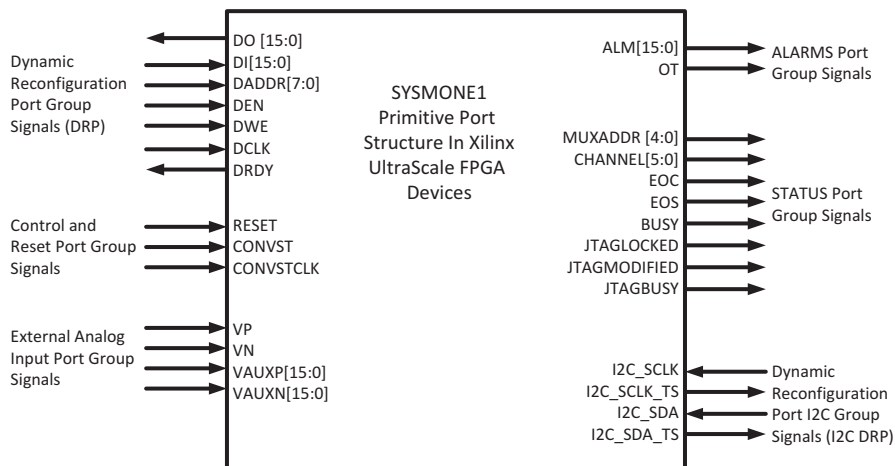 DO [15:0]
DI[15:0]
DADDR[7:0]
DEN
DWE
DCLK
DRDY
Dynamic
Reconfiguration
Port Group
Signals (DRP)
RESET
CONVST
CONVSTCLK
Control and
Reset Port Group
Signals
VP
VN
VAUXP[15:0]
VAUXN[15:0]
External Analog
Input Port Group
Signals
SYSMONE1
Primitive Port
Structure In Xilinx
UltraScale FPGA
Devices
ALM[15:0]
OT
ALARMS Port
Group Signals
MUXADDR [4:0]
CHANNEL[5:0]
EOC
EOS
BUSY
JTAGLOCKED
JTAGMODIFIED
JTAGBUSY
STATUS Port
Group Signals
I2C_SCLK
I2C_SCLK_TS
I2C_SDA
I2C_SDA_TS
Dynamic
Reconfiguration
Port I2C Group
Signals (I2C DRP)